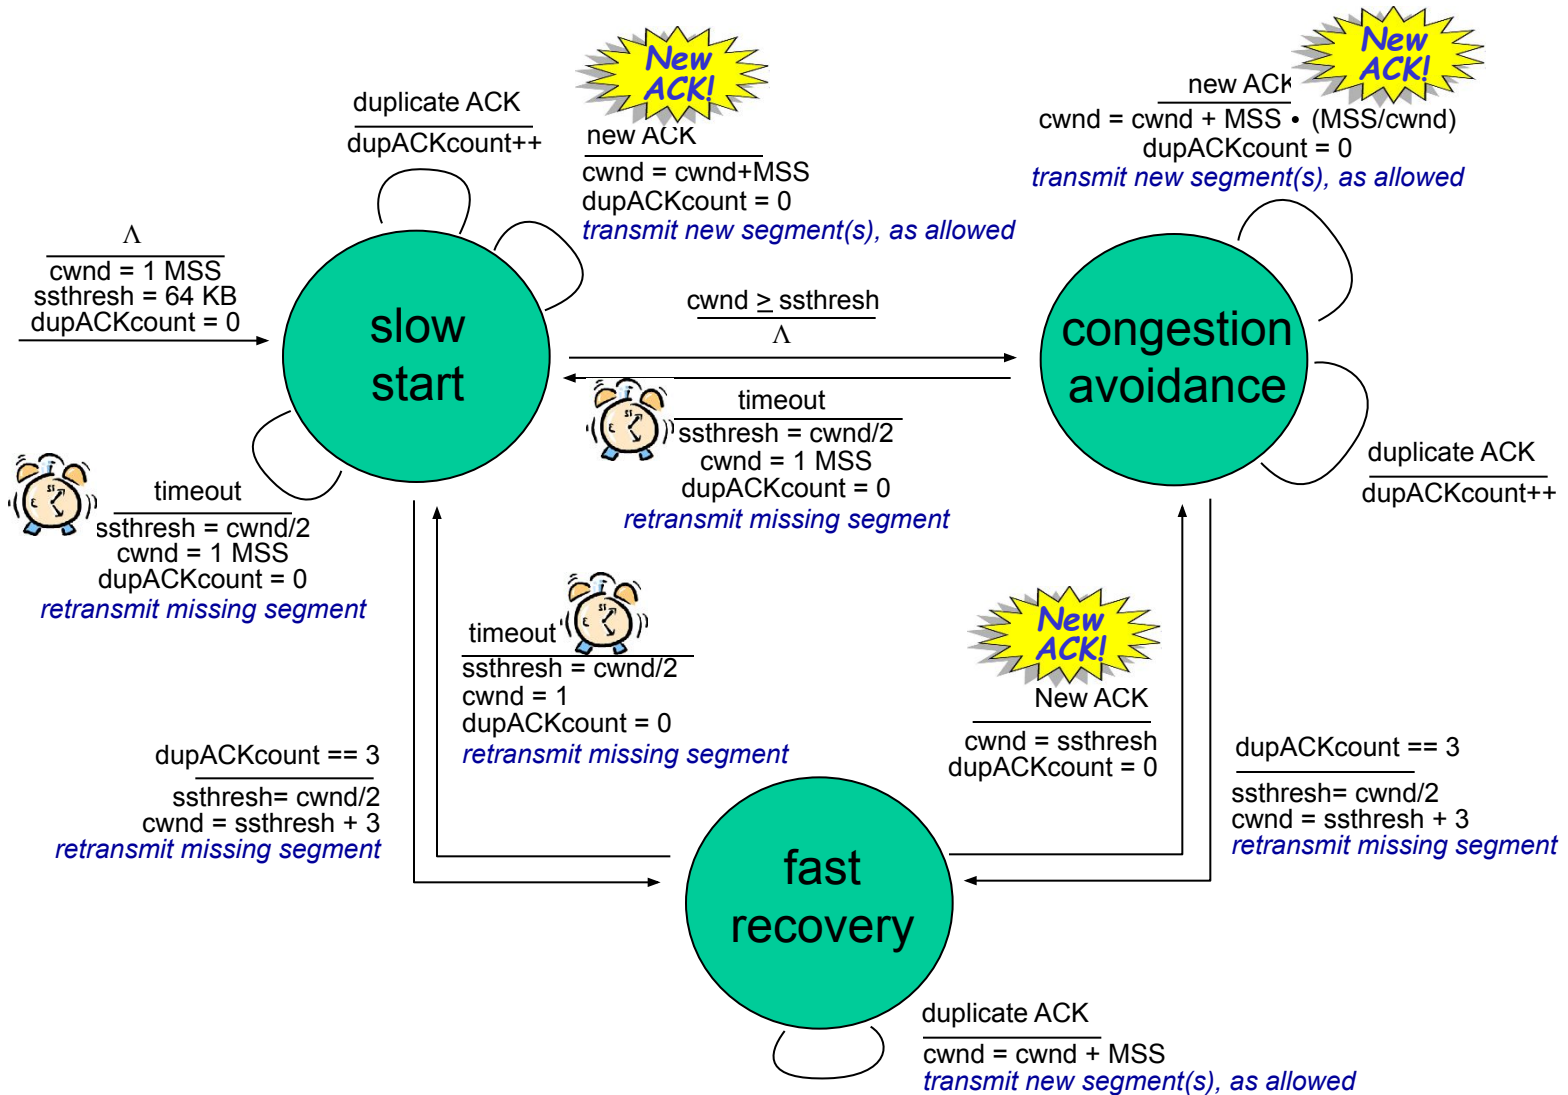 duplicate ACK
dupACKcount++
New
ACK!
new ACK
cwnd = cwnd+MSS
dupACKcount = 0
transmit new segment(s), as allowed
New
ACK!
new ACK
cwnd = cwnd + MSS • (MSS/cwnd)
dupACKcount = 0
transmit new segment(s), as allowed
Λ
cwnd = 1 MSS
ssthresh = 64 KB
dupACKcount = 0
slow
start
cwnd ≥ ssthresh
Λ
congestion
avoidance
timeout
ssthresh = cwnd/2
cwnd = 1 MSS
dupACKcount = 0
retransmit missing segment
timeout
ssthresh = cwnd/2
cwnd = 1 MSS
dupACKcount = 0
retransmit missing segment
duplicate ACK
dupACKcount++
timeout
ssthresh = cwnd/2
cwnd = 1
dupACKcount = 0
retransmit missing segment
New
ACK!
New ACK
cwnd = ssthresh
dupACKcount = 0
dupACKcount == 3
ssthresh= cwnd/2
cwnd = ssthresh + 3
retransmit missing segment
dupACKcount == 3
ssthresh= cwnd/2
cwnd = ssthresh + 3
retransmit missing segment
fast
recovery
duplicate ACK
cwnd = cwnd + MSS
transmit new segment(s), as allowed